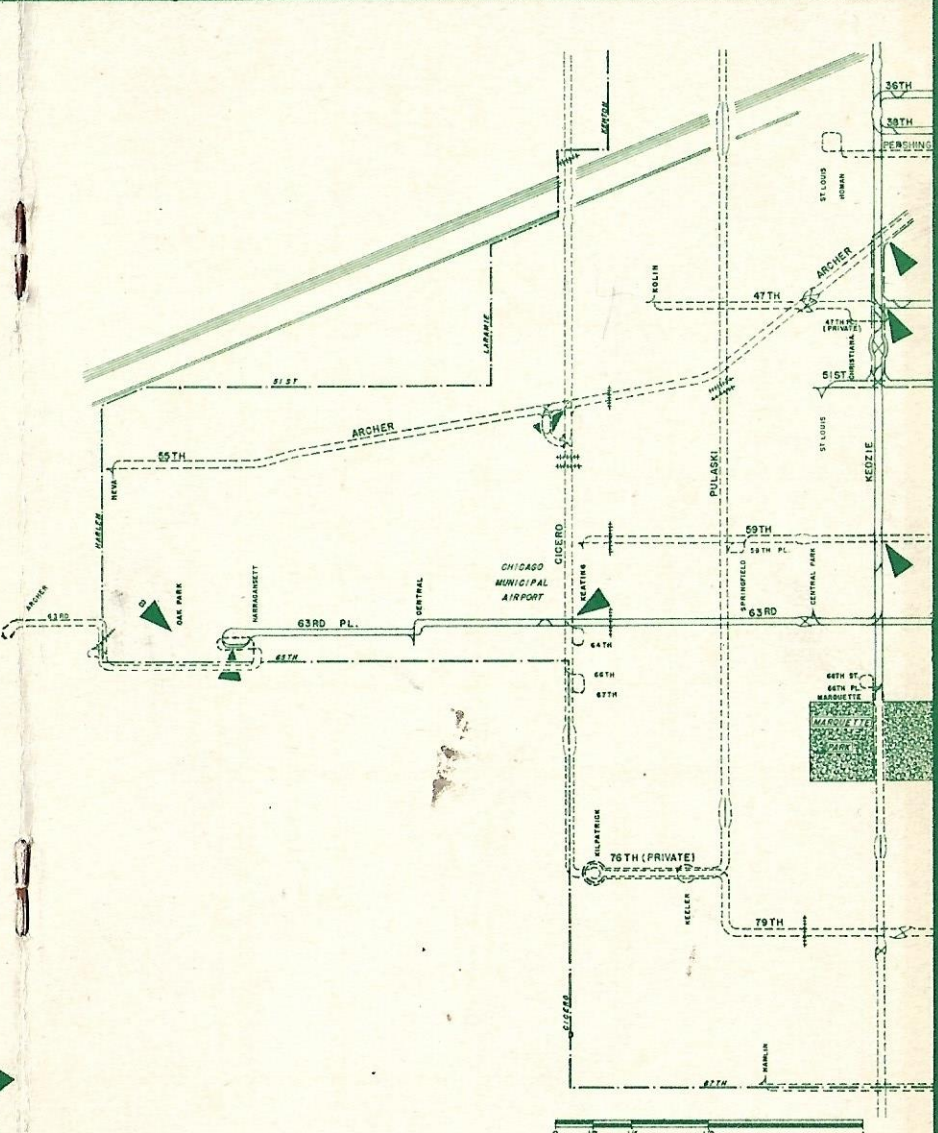 36TH
38TH
PERSHING
KENTON
ST LOUIS
HOMAN
ARCHER
KOLIN
47TH
47TH PL.
(PRIVATE)
CHRISTIANA
LARAMIE
51ST
51ST
ARCHER
ST LOUIS
KEDZIE
55TH
NEVA
PULASKI
HARLEM
CICERO
59TH
59TH PL.
CHICAGO
MUNICIPAL
AIRPORT
KEATING
SPRINGFIELD
CENTRAL PARK
ARCHER
63RD
OAK PARK
NARRAGANSETT
CENTRAL
63RD PL.
63RD
64TH
65TH
66TH
67TH
66TH ST.
66TH PL.
MARQUETTE
MARQUETTE
PARK
KILPATRICK
76TH (PRIVATE)
KEELER
79TH
CICERO
HAMLIN
87TH